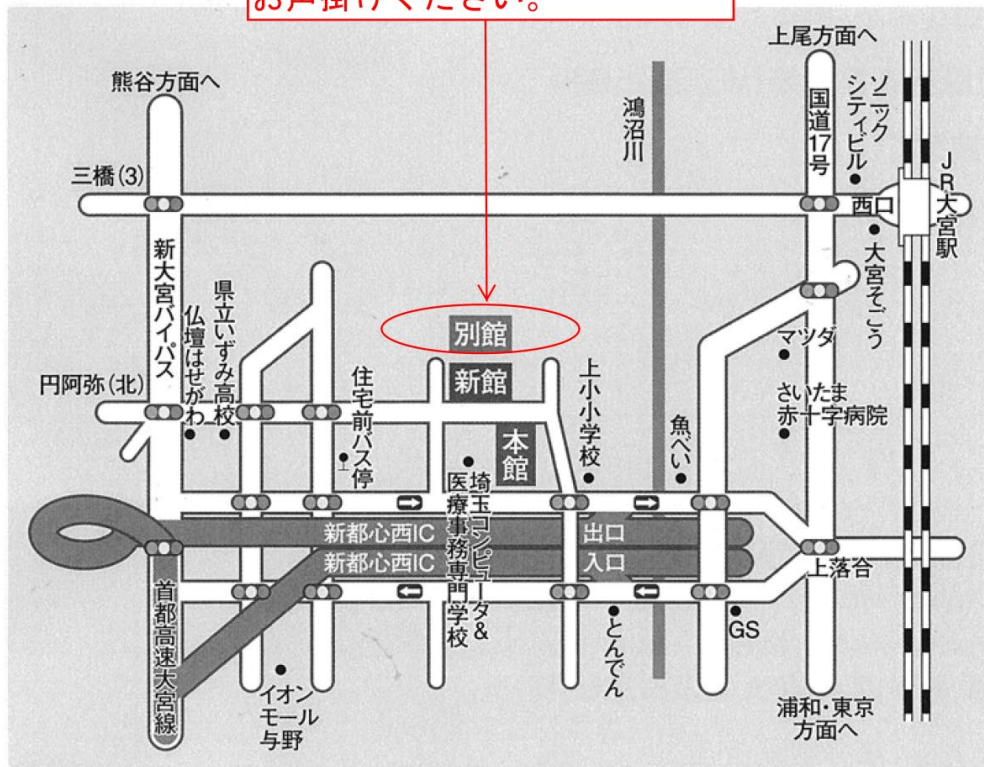 お声掛けください。
上尾方面へ
熊谷方面へ
鴻沼川
国道17号
ソニック
シティビル
三橋(3)
西口
JR大宮駅
新大宮バイパス
仏壇はせがわ
県立いずみ高校
別館
大宮そごう
マツダ
円阿弥(北)
新館
住宅前バス停
上小小学校
さいたま
赤十字病院
本館
魚べい
埼玉コンピュータ&
医療事務専門学校
新都心西IC
出口
新都心西IC
入口
上落合
首都高速大宮線
とんでん
GS
イオン
モール
与野
浦和・東京
方面へ